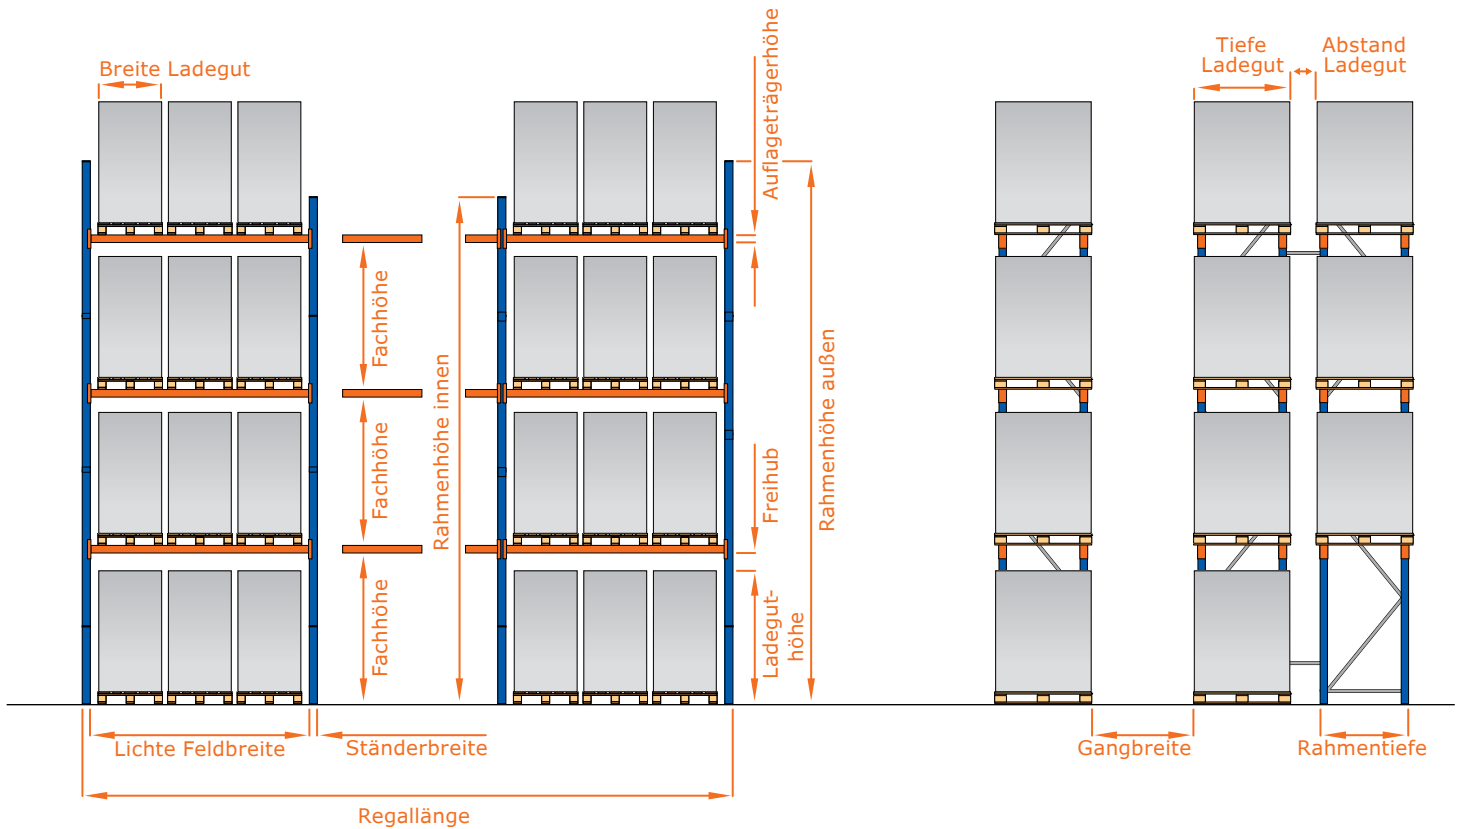 Breite Ladegut
Auflageträgerhöhe
Tiefe
Ladegut
Abstand
Ladegut
Fachhöhe
Fachhöhe
Fachhöhe
Rahmenhöhe innen
Freihub
Ladegut-
höhe
Rahmenhöhe außen
Lichte Feldbreite
Ständerbreite
Gangbreite
Rahmentiefe
Regallänge